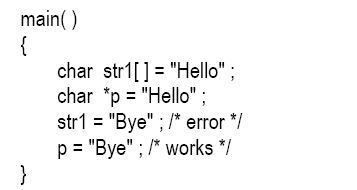 main( )
{
char  str1[ ] = "Hello" ;
char  *p = "Hello" ;
str1 = "Bye" ; /* error */
p = "Bye" ; /* works */
}